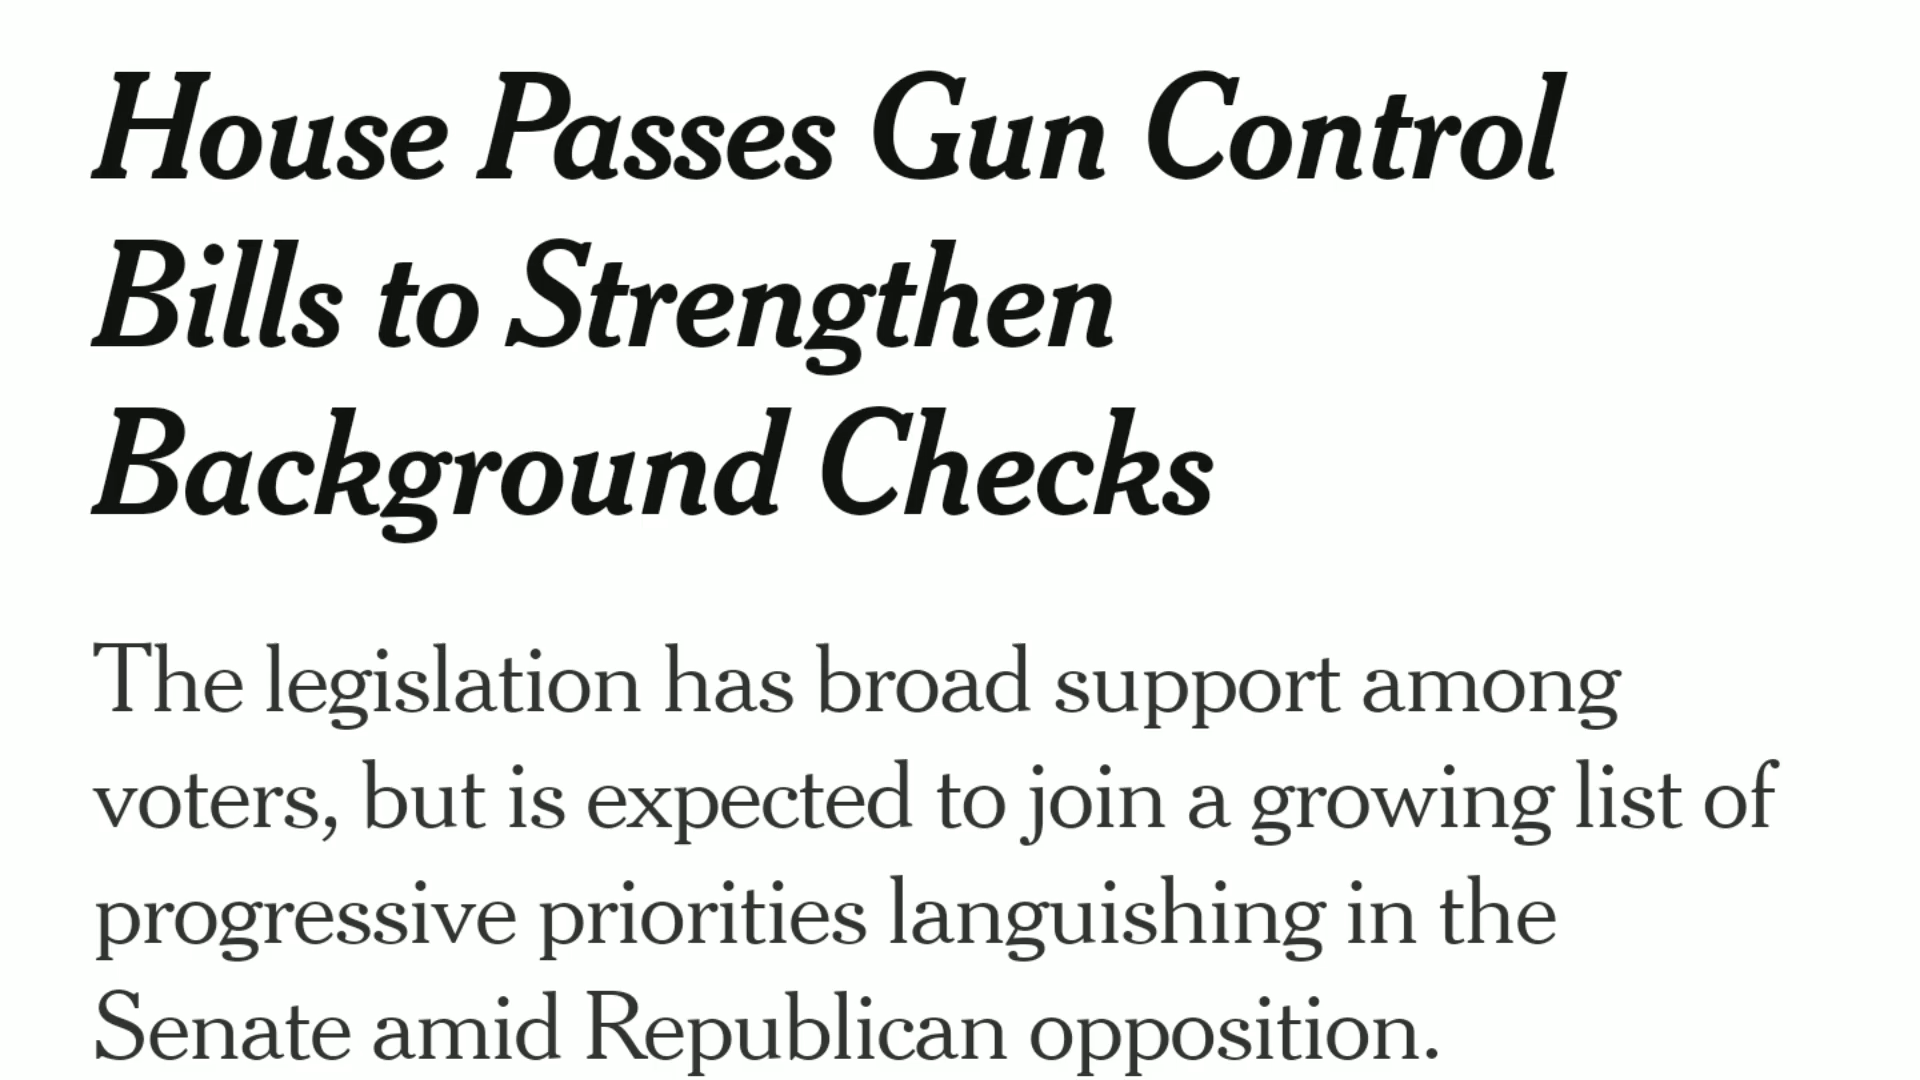 House Passes Gun Control
Bills to Strengthen
Background Checks
The legislation has broad support among
voters, but is expected to join a growing list of
progressive priorities languishing in the
Senate amid Republican opposition.